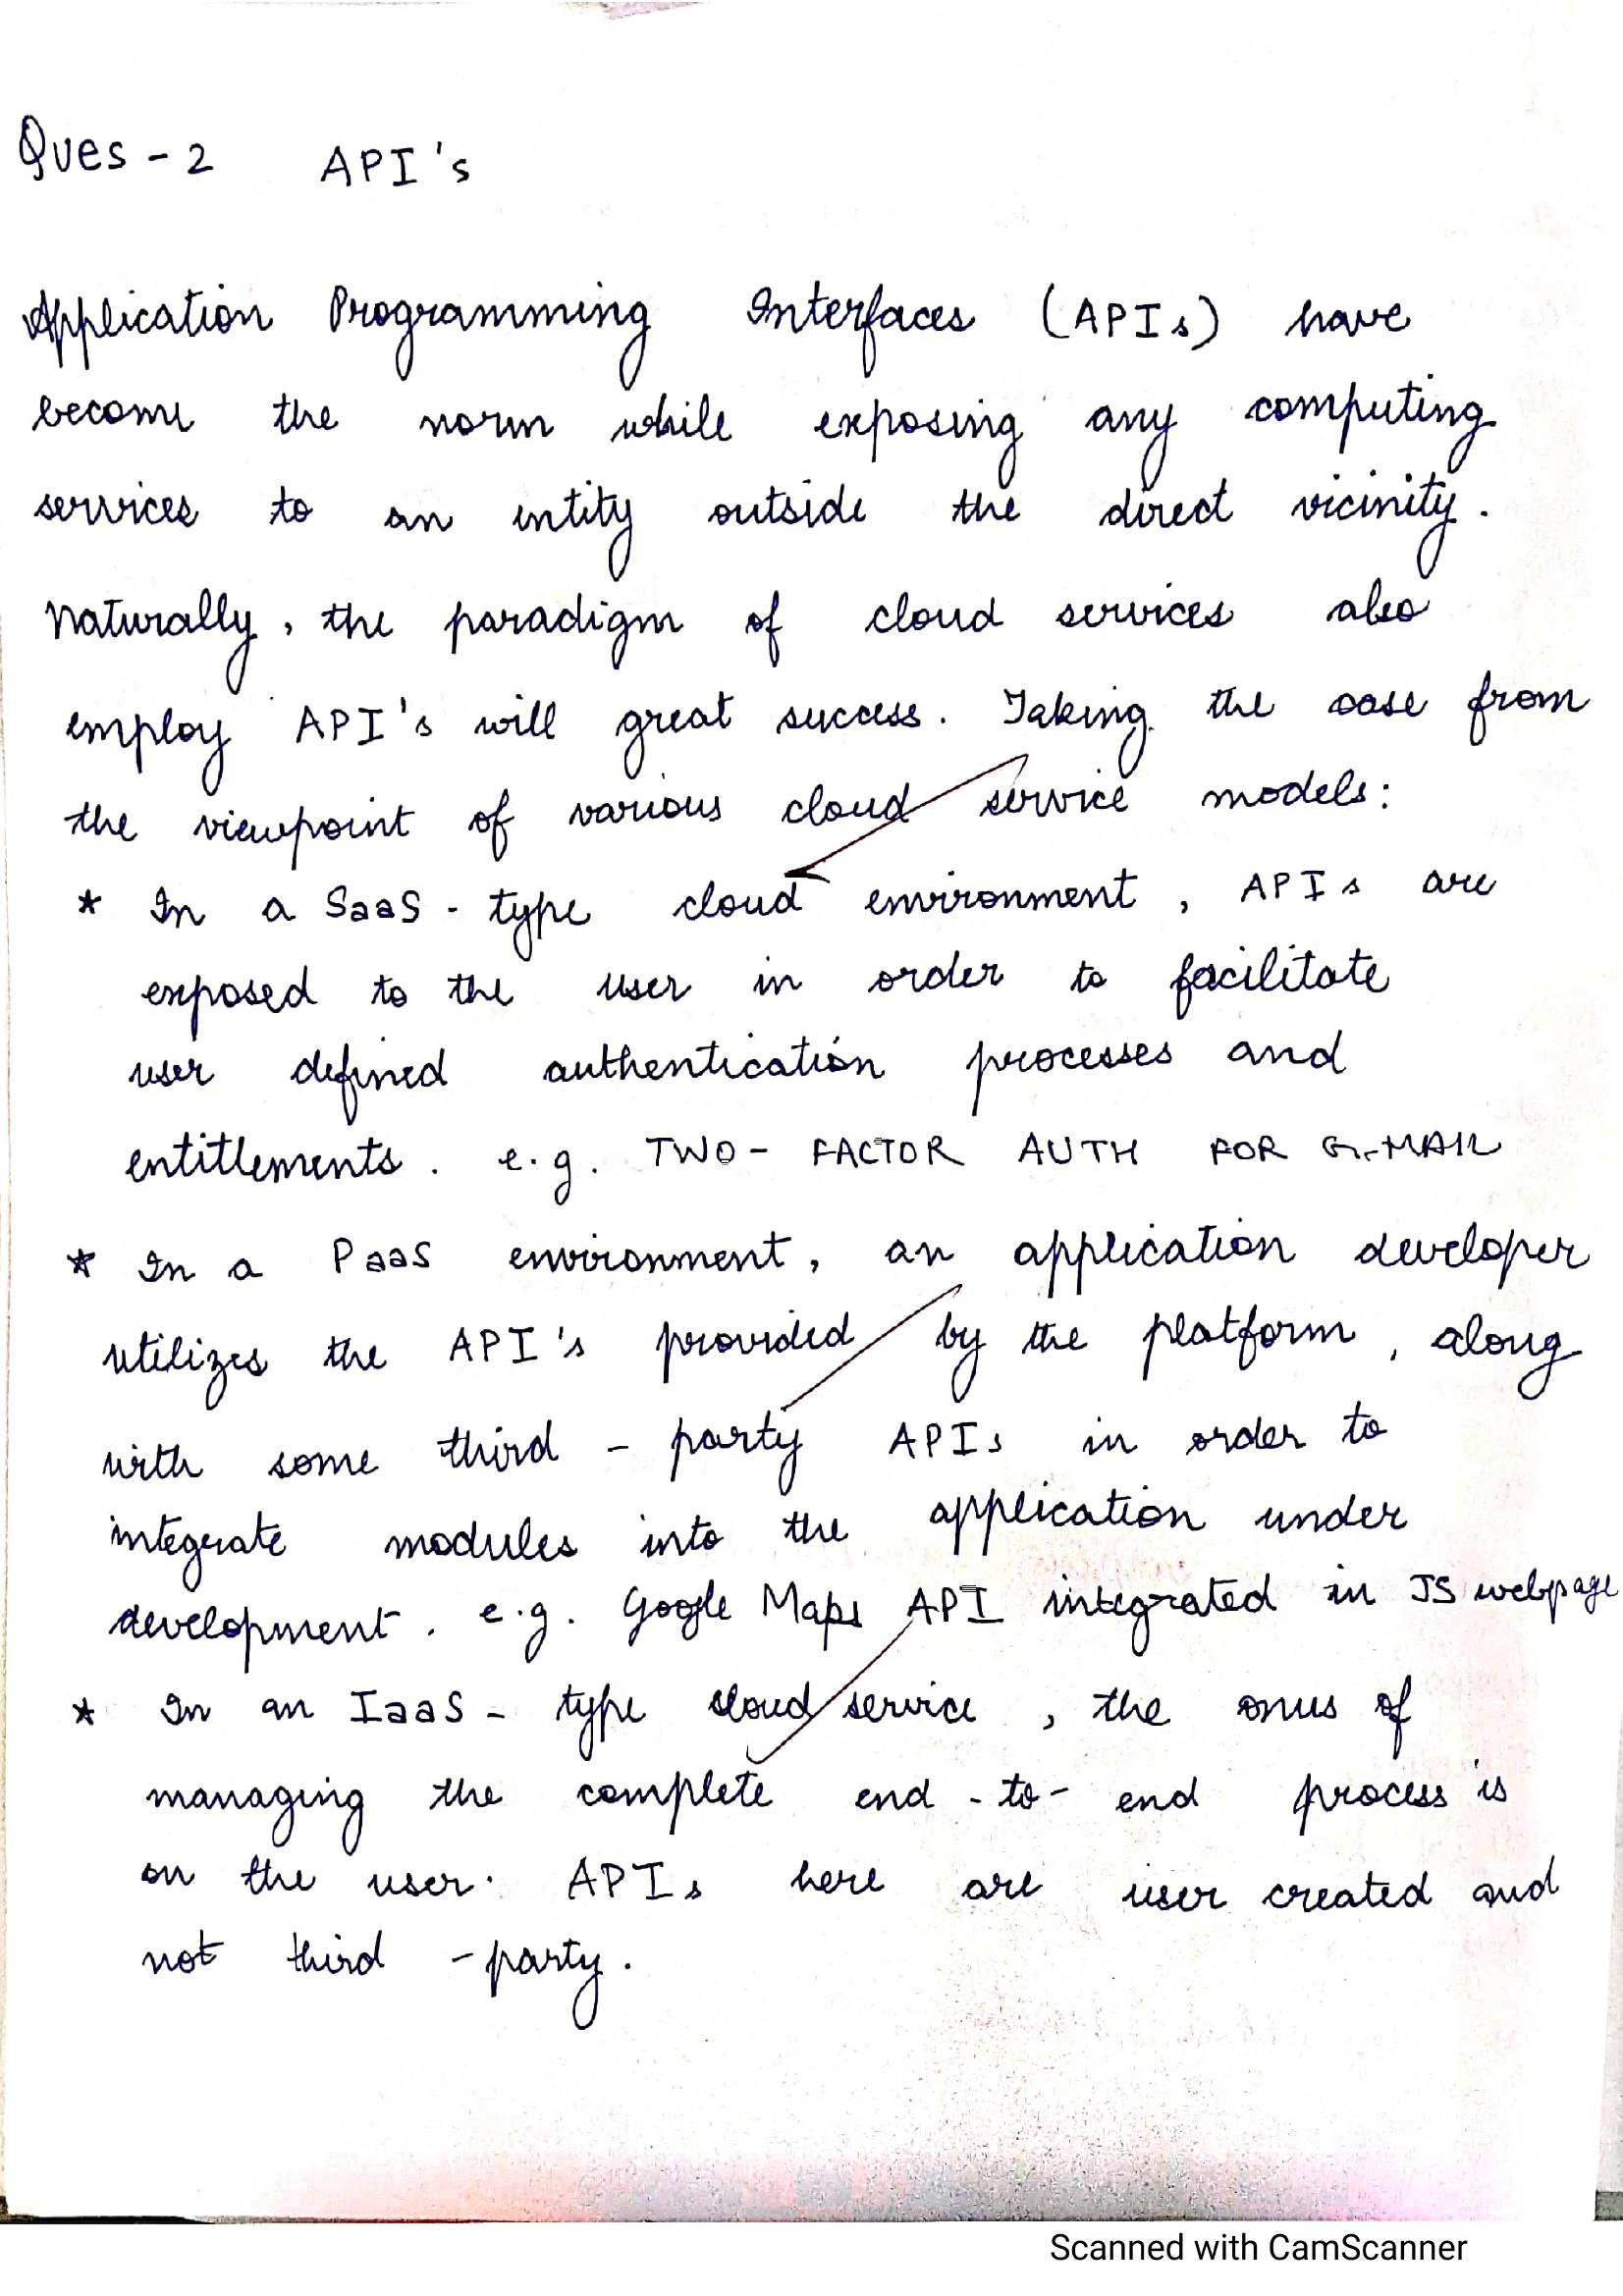 Ques - 2 API's
Application Programming Interfaces (APIs) have
become the norm while exposing any computing
services to an entity outside the direct vicinity.
Naturally, the paradigm of cloud services also
employ API's will great success. Taking the case from
the viewpoint of various cloud service models:
* In a SaaS - type cloud environment, APIs are
exposed to the user in order to facilitate
user defined authentication processes and
entitlements. e.g. TWO - FACTOR AUTH FOR G-MAIL
* In a PaaS environment, an application developer
utilizes the API's provided by the platform, along
with some third - party APIs in order to
integrate modules into the application under
development. e.g. Google Maps API integrated in JS webpage
* In an IaaS - type cloud service, the onus of
managing the complete end - to - end process is
on the user. APIs here are user created and
not third - party.
Scanned with CamScanner